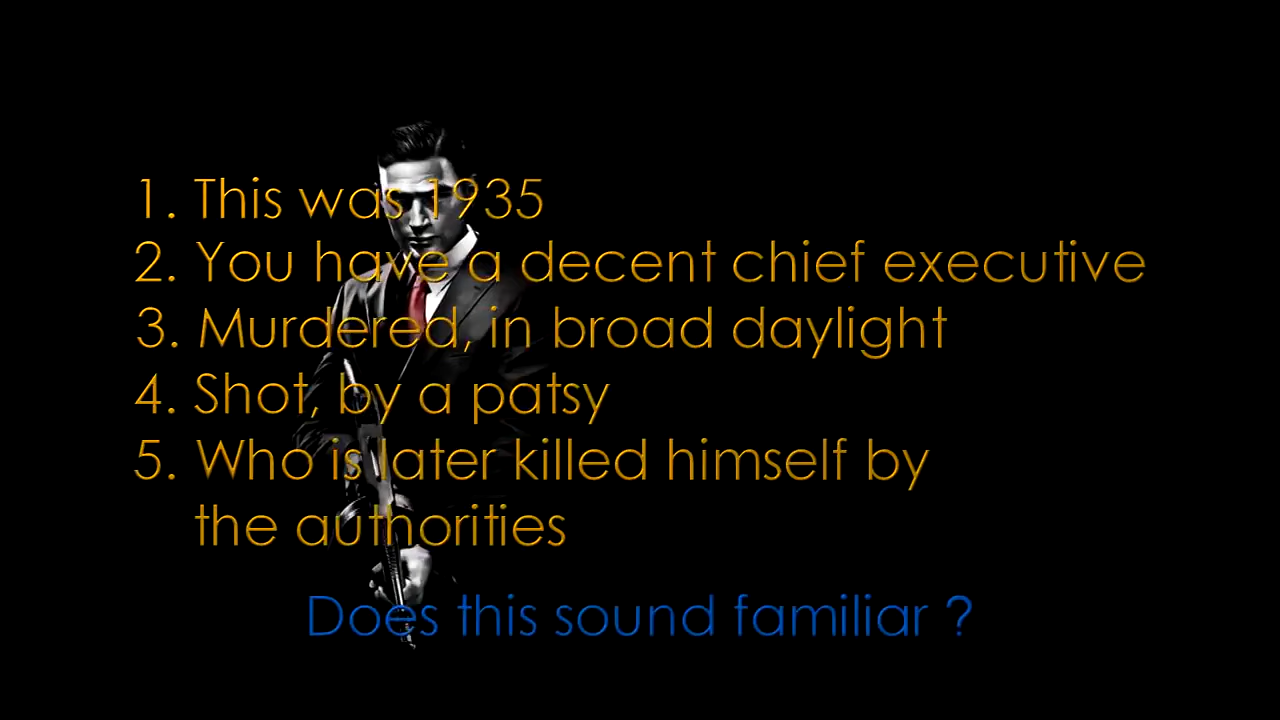 1. This was 1935
2. You have a decent chief executive
3. Murdered, in broad daylight
4. Shot, by a patsy
5. Who is later killed himself by
the authorities
Does this sound familiar ?